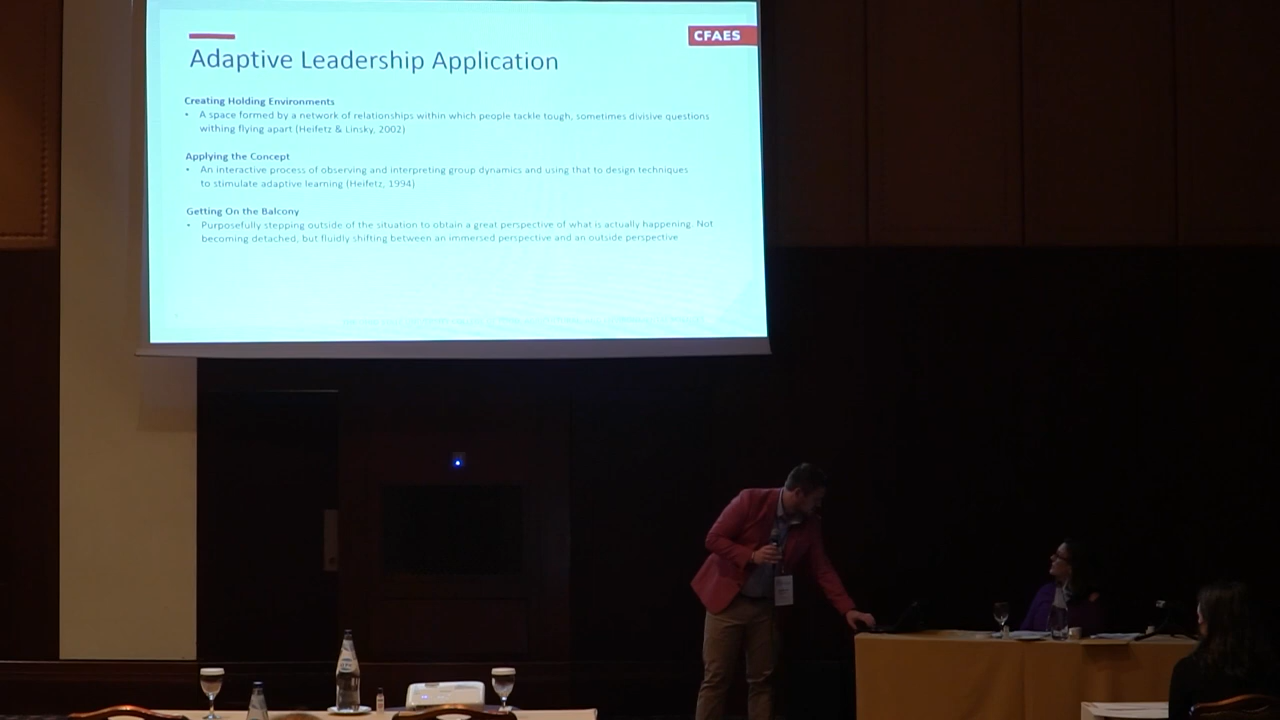 CFAES
Adaptive Leadership Application
Creating Holding Environments
• A space formed by a network of relationships within which people tackle tough, sometimes divisive questions
withing flying apart (Heifetz & Linsky, 2002)
Applying the Concept
• An interactive process of observing and interpreting group dynamics and using that to design techniques
to stimulate adaptive learning (Heifetz, 1994)
Getting On the Balcony
• Purposefully stepping outside of the situation to obtain a great perspective of what is actually happening. Not
becoming detached, but fluidly shifting between an immersed perspective and an outside perspective